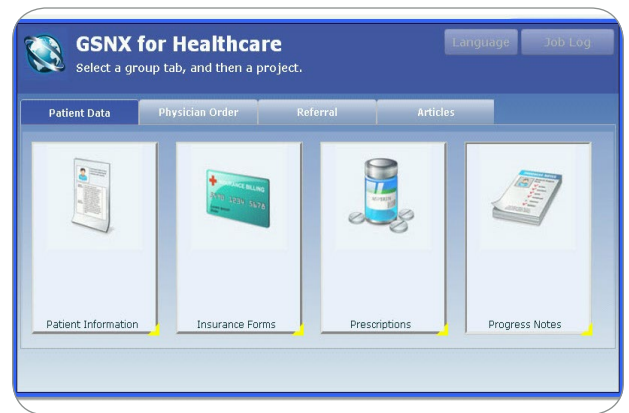 GSNX for Healthcare
Language
Job Log
Select a group tab, and then a project.
Patient Data
Physician Order
Referral
Articles
Patient Information
Insurance Forms
Prescriptions
Progress Notes